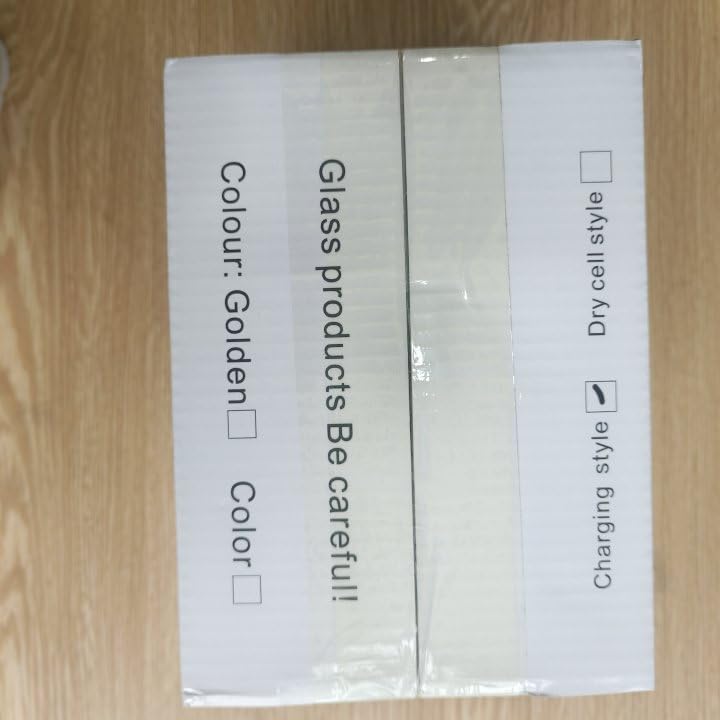 Glass products Be careful!!
Colour: Golden□ Color□
Charging style☑ Dry cell style□